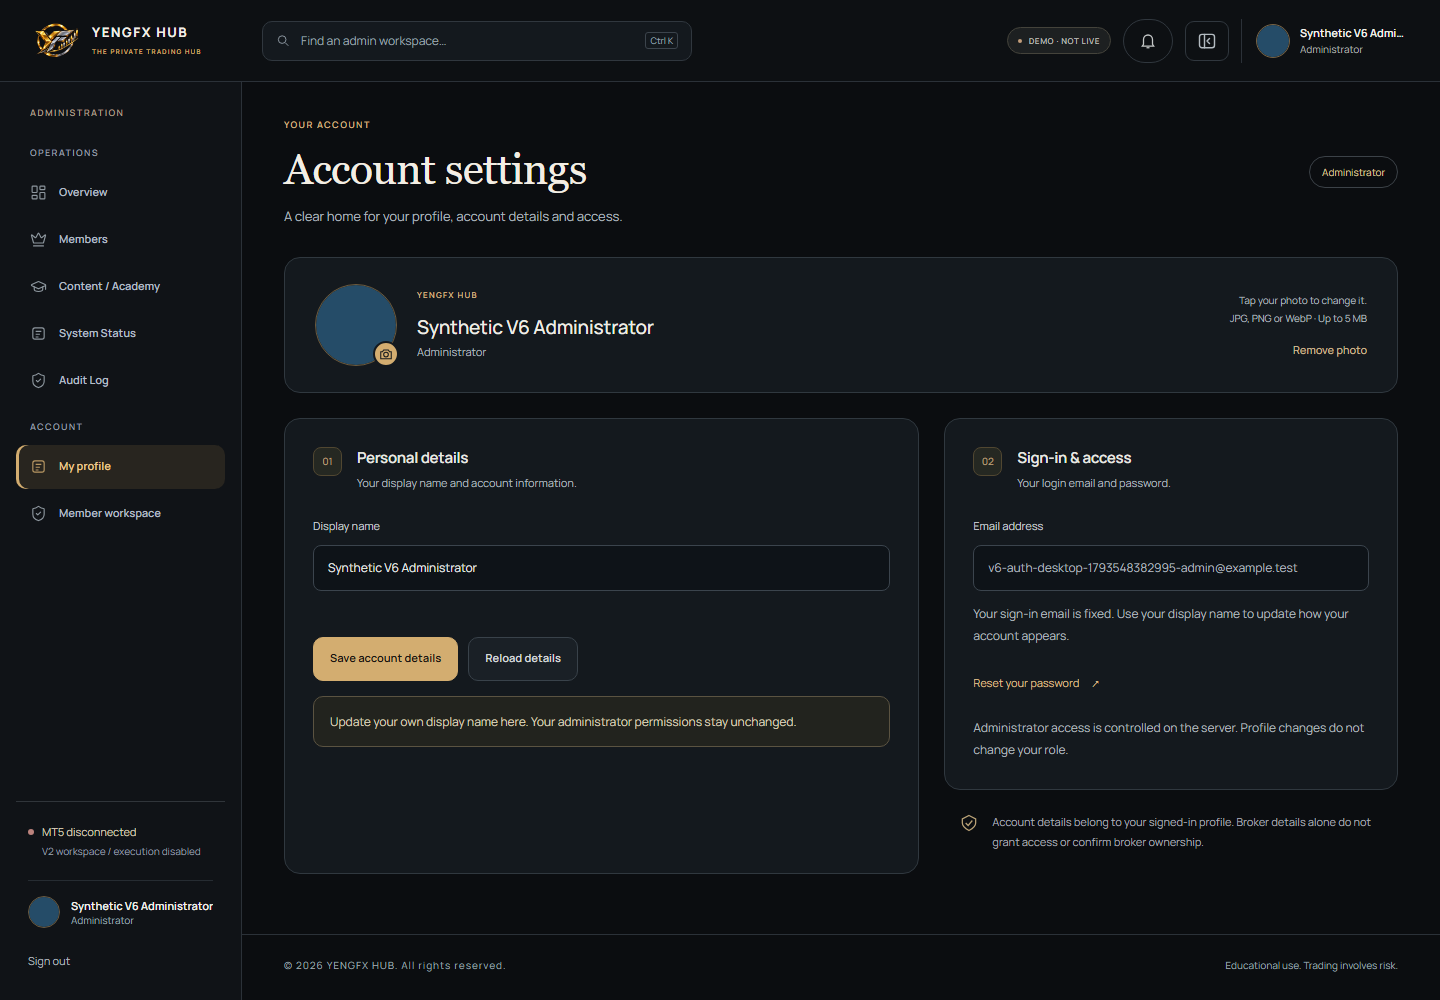 YENGFX HUB
THE PRIVATE TRADING HUB
Find an admin workspace...
Ctrl K
DEMO · NOT LIVE
Synthetic V6 Admi...
Administrator
ADMINISTRATION
OPERATIONS
Overview
Members
Content / Academy
System Status
Audit Log
ACCOUNT
My profile
Member workspace
MT5 disconnected
V2 workspace / execution disabled
Synthetic V6 Administrator
Administrator
Sign out
YOUR ACCOUNT
Account settings
A clear home for your profile, account details and access.
Administrator
YENGFX HUB
Synthetic V6 Administrator
Administrator
Tap your photo to change it.
JPG, PNG or WebP · Up to 5 MB
Remove photo
01
Personal details
Your display name and account information.
Display name
Synthetic V6 Administrator
Save account details
Reload details
Update your own display name here. Your administrator permissions stay unchanged.
02
Sign-in & access
Your login email and password.
Email address
v6-auth-desktop-1793548382995-admin@example.test
Your sign-in email is fixed. Use your display name to update how your
account appears.
Reset your password ↗
Administrator access is controlled on the server. Profile changes do not
change your role.
Account details belong to your signed-in profile. Broker details alone do not
grant access or confirm broker ownership.
© 2026 YENGFX HUB. All rights reserved.
Educational use. Trading involves risk.